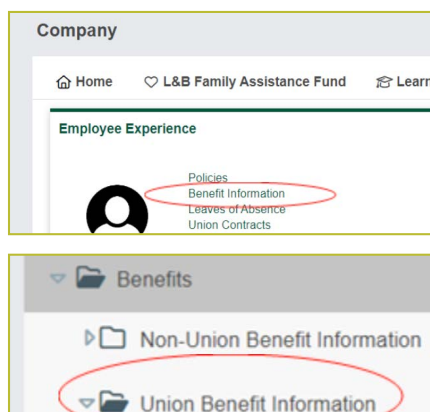 Company
Home L&B Family Assistance Fund Learn
Employee Experience
Policies
Benefit Information
Leaves of Absence
Union Contracts
Benefits
Non-Union Benefit Information
Union Benefit Information